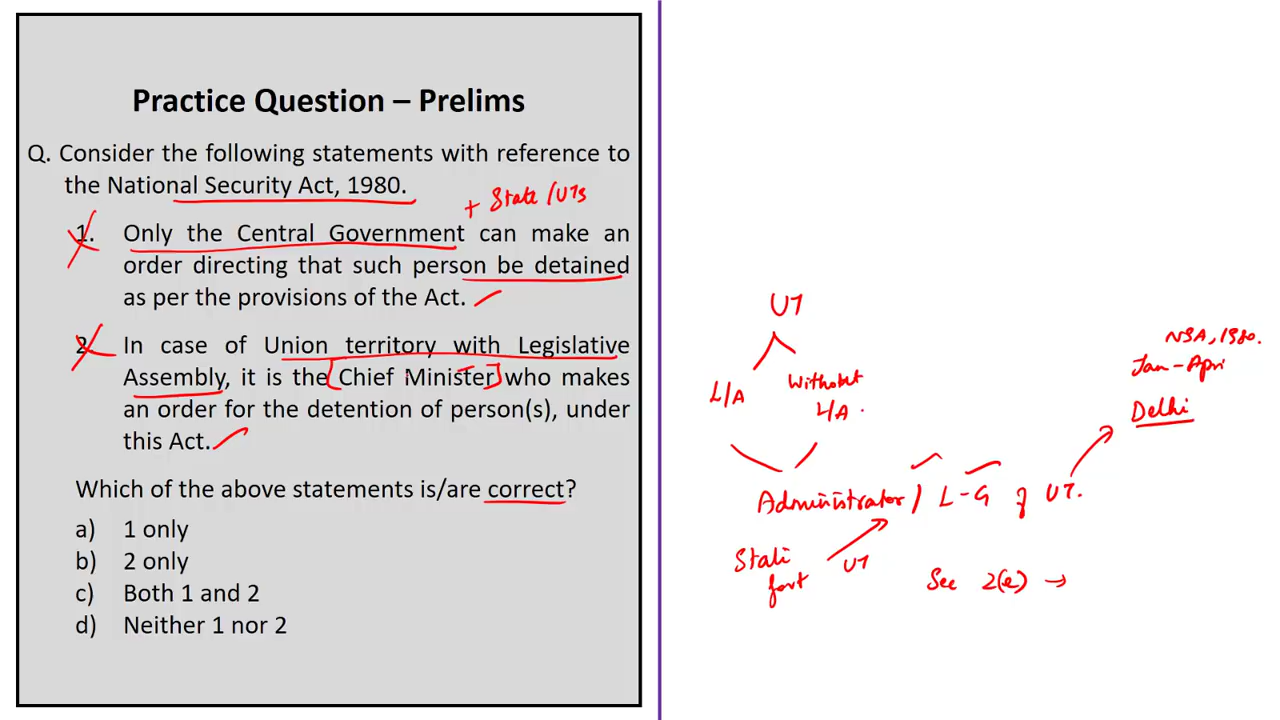 Practice Question – Prelims
Q. Consider the following statements with reference to
the National Security Act, 1980.
+ State/UTs
1. Only the Central Government can make an
order directing that such person be detained
as per the provisions of the Act.
2. In case of Union territory with Legislative
Assembly, it is the [Chief Minister] who makes
an order for the detention of person(s), under
this Act.
Which of the above statements is/are correct?
a) 1 only
b) 2 only
c) Both 1 and 2
d) Neither 1 nor 2
UT
L/A
Without
L/A.
NSA, 1980.
Jan-Apri
Delhi
Administrator/ L-G of UT.
State
UT
See 2(e) →